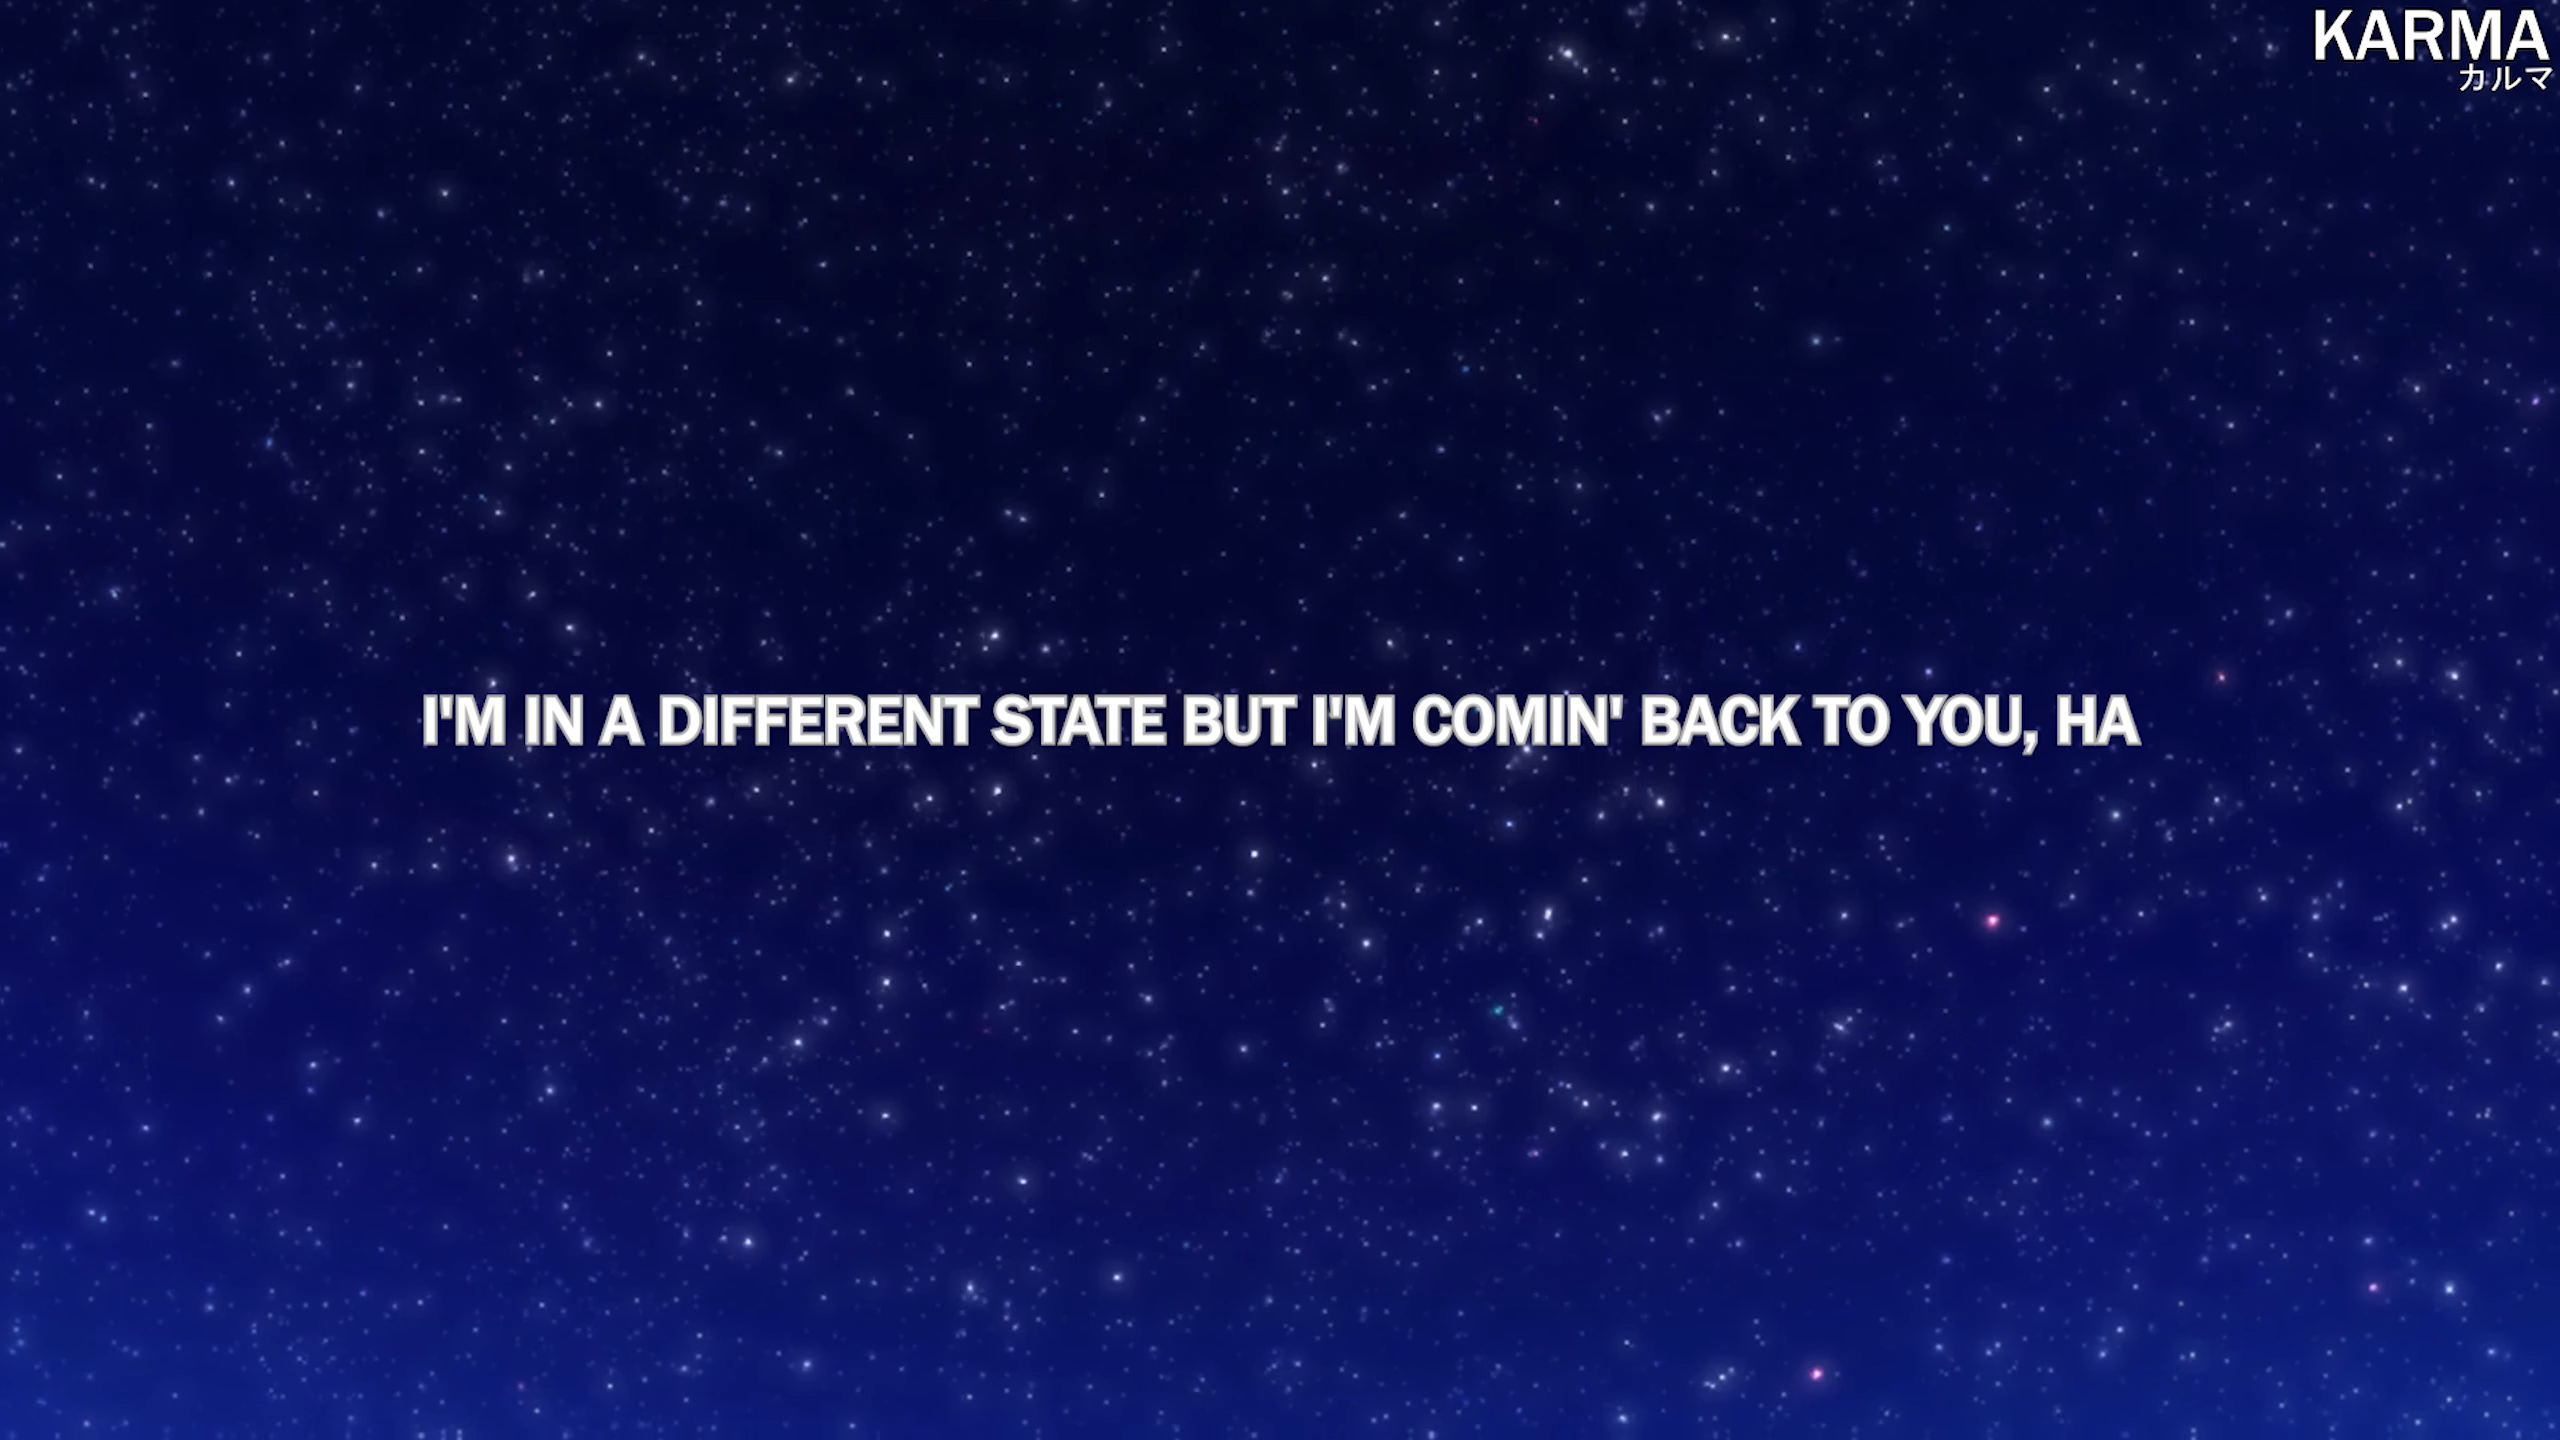 KARMA
カルマ
I'M IN A DIFFERENT STATE BUT I'M COMIN' BACK TO YOU, HA